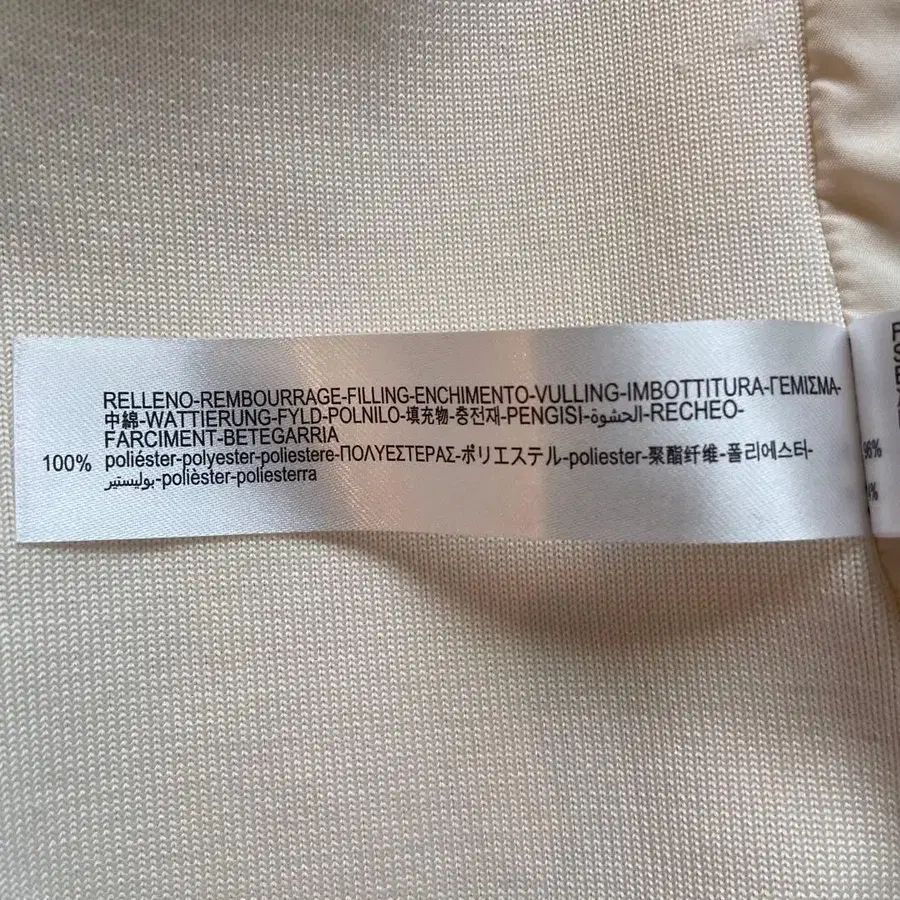 RELLENO-REMBOURRAGE-FILLING-ENCHIMENTO-VULLING-IMBOTTITURA-ΓΕΜΙΣΜΑ-
中綿-WATTIERUNG-FYLD-POLNILO-填充物-충전재-PENGISI-الحشوة-RECHEO-
FARCIMENT-BETEGARRIA
100% poliéster-polyester-poliestere-ΠΟΛΥΕΣΤΕΡΑΣ-ポリエステル-poliester-聚酯纤维-폴리에스터-
بوليستير-polièster-poliesterra